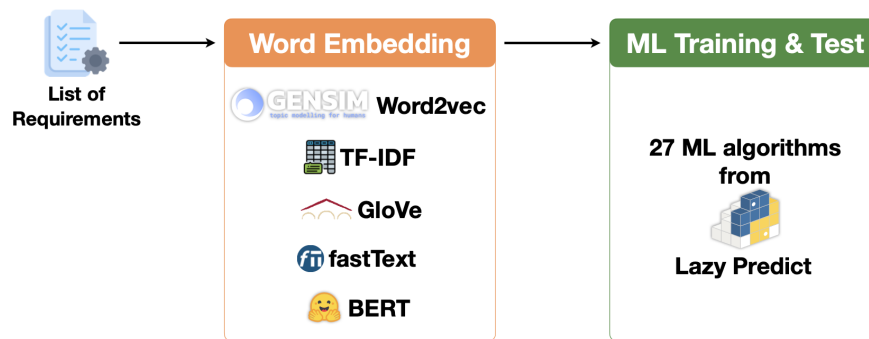 List of
Requirements
Word Embedding
GENSIM
topic modelling for humans
Word2vec
TF-IDF
GloVe
fastText
BERT
ML Training & Test
27 ML algorithms
from
Lazy Predict